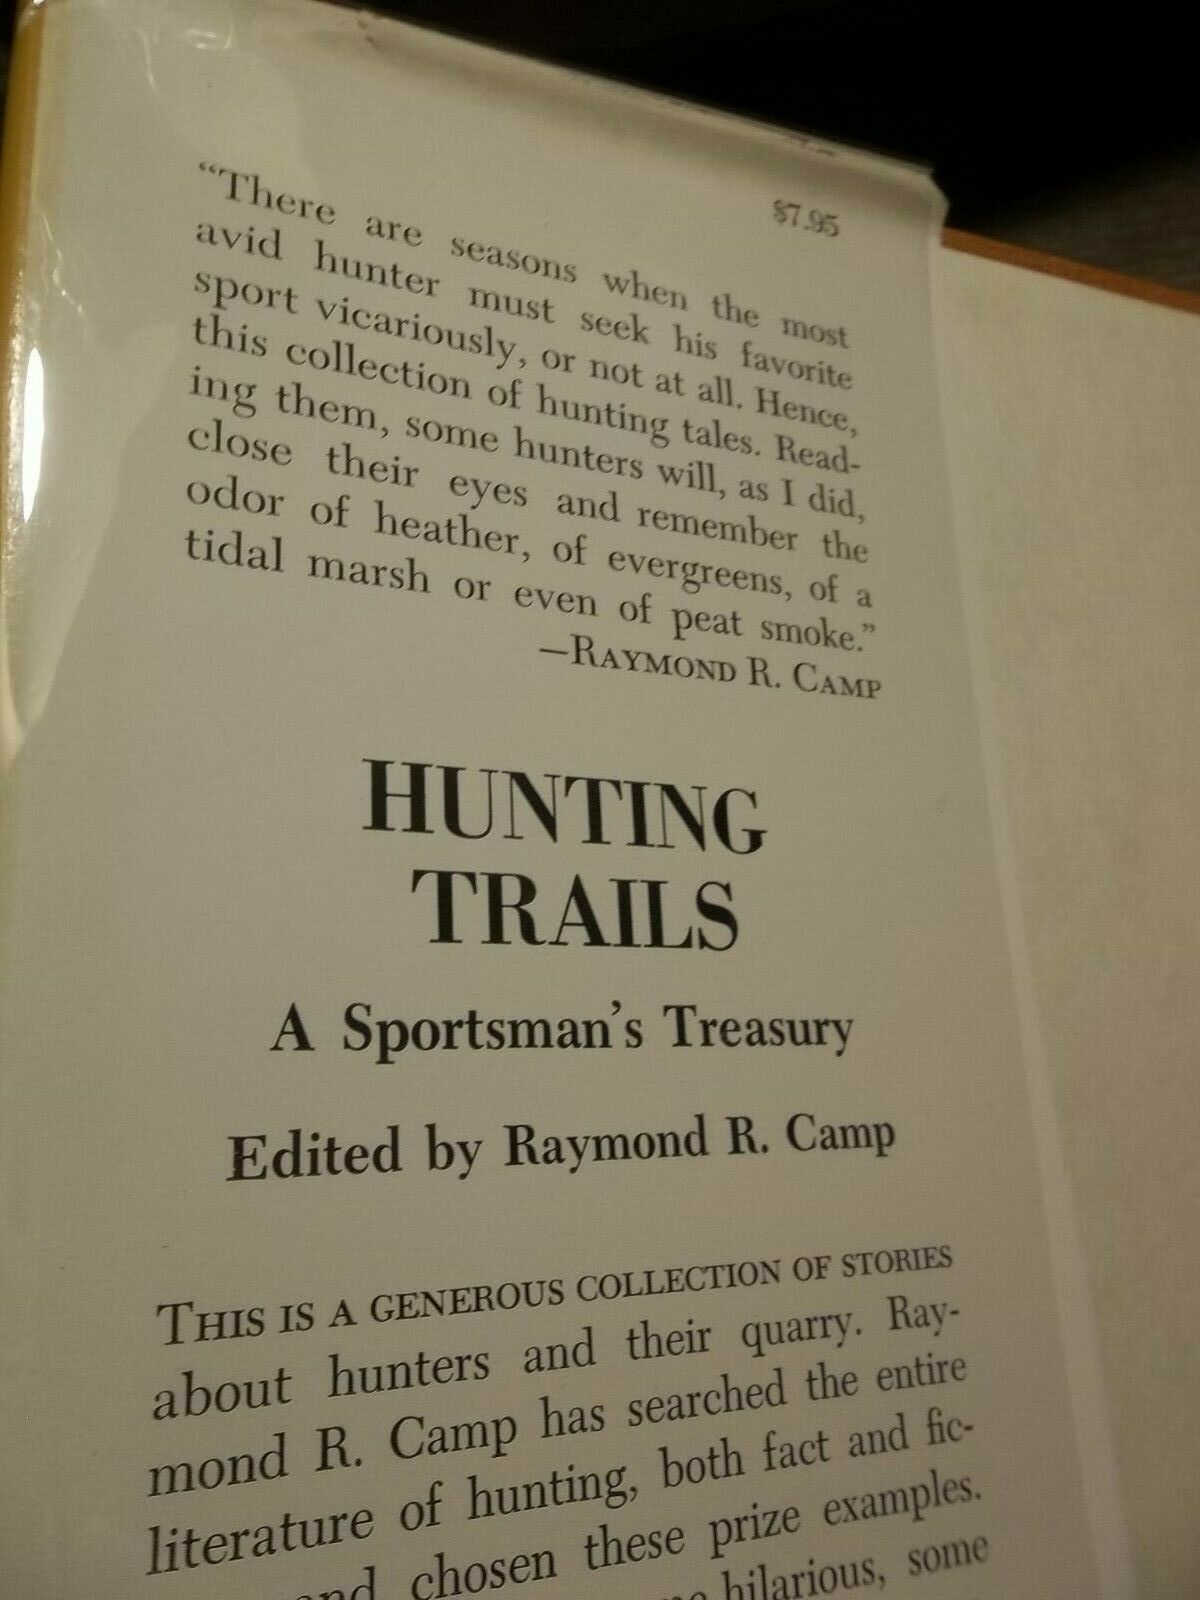 $7.95
“There are seasons when the most
avid hunter must seek his favorite
sport vicariously, or not at all. Hence,
this collection of hunting tales. Read-
ing them, some hunters will, as I did,
close their eyes and remember the
odor of heather, of evergreens, of a
tidal marsh or even of peat smoke.”
—RAYMOND R. CAMP
HUNTING
TRAILS
A Sportsman's Treasury
Edited by Raymond R. Camp
THIS IS A GENEROUS COLLECTION OF STORIES
about hunters and their quarry. Ray-
mond R. Camp has searched the entire
literature of hunting, both fact and fic-
chosen these prize examples.
hilarious, some